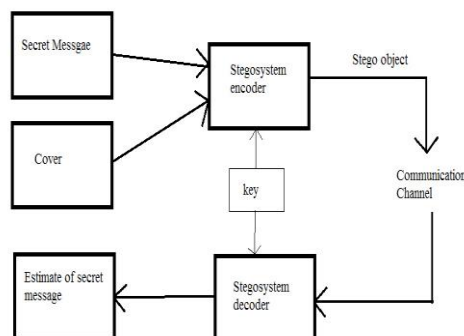 Secret Messgae
Stegosystem
encoder
Stego object
Cover
key
Communication
Channel
Estimate of secret
message
Stegosystem
decoder